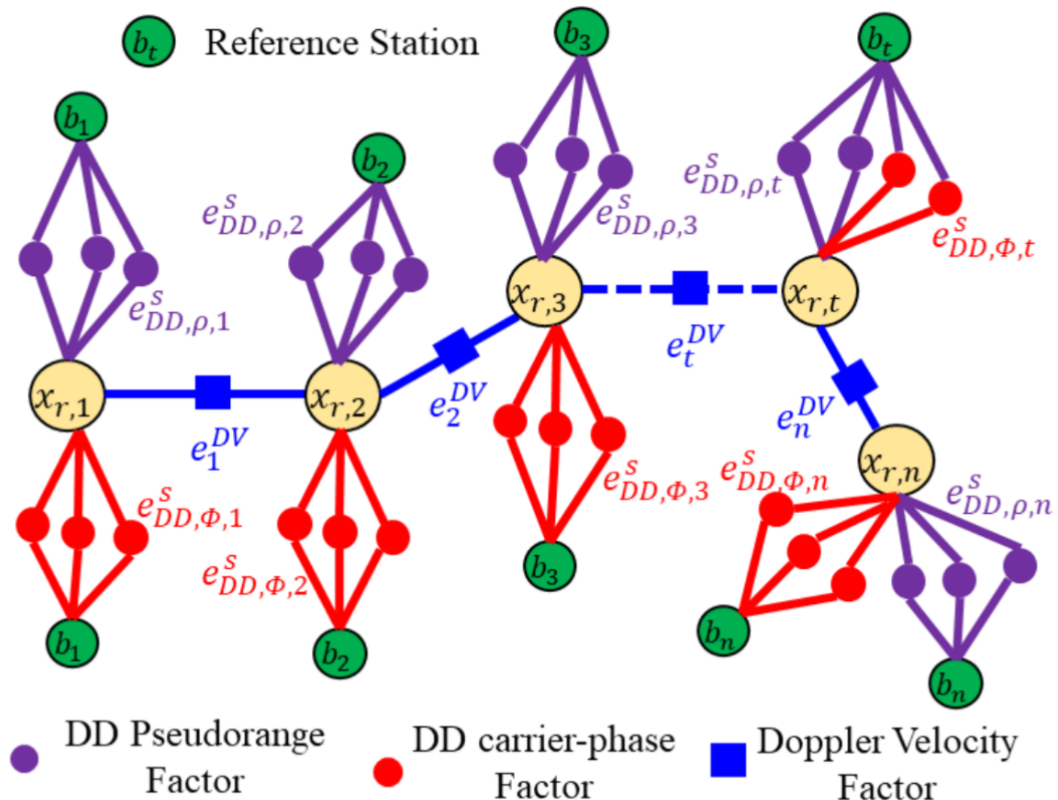 b_t Reference Station
b_3
b_t
b_1
b_2
e^s_{DD,ρ,2}
e^s_{DD,ρ,3}
e^s_{DD,ρ,t}
e^s_{DD,Φ,t}
e^s_{DD,ρ,1}
x_{r,3}
x_{r,t}
e^{DV}_t
x_{r,1}
x_{r,2}
e^{DV}_1
e^{DV}_2
e^{DV}_n
x_{r,n}
e^s_{DD,Φ,1}
e^s_{DD,Φ,2}
e^s_{DD,Φ,3}
e^s_{DD,Φ,n}
e^s_{DD,ρ,n}
b_3
b_1
b_2
b_n
b_n
DD Pseudorange
Factor
DD carrier-phase
Factor
Doppler Velocity
Factor